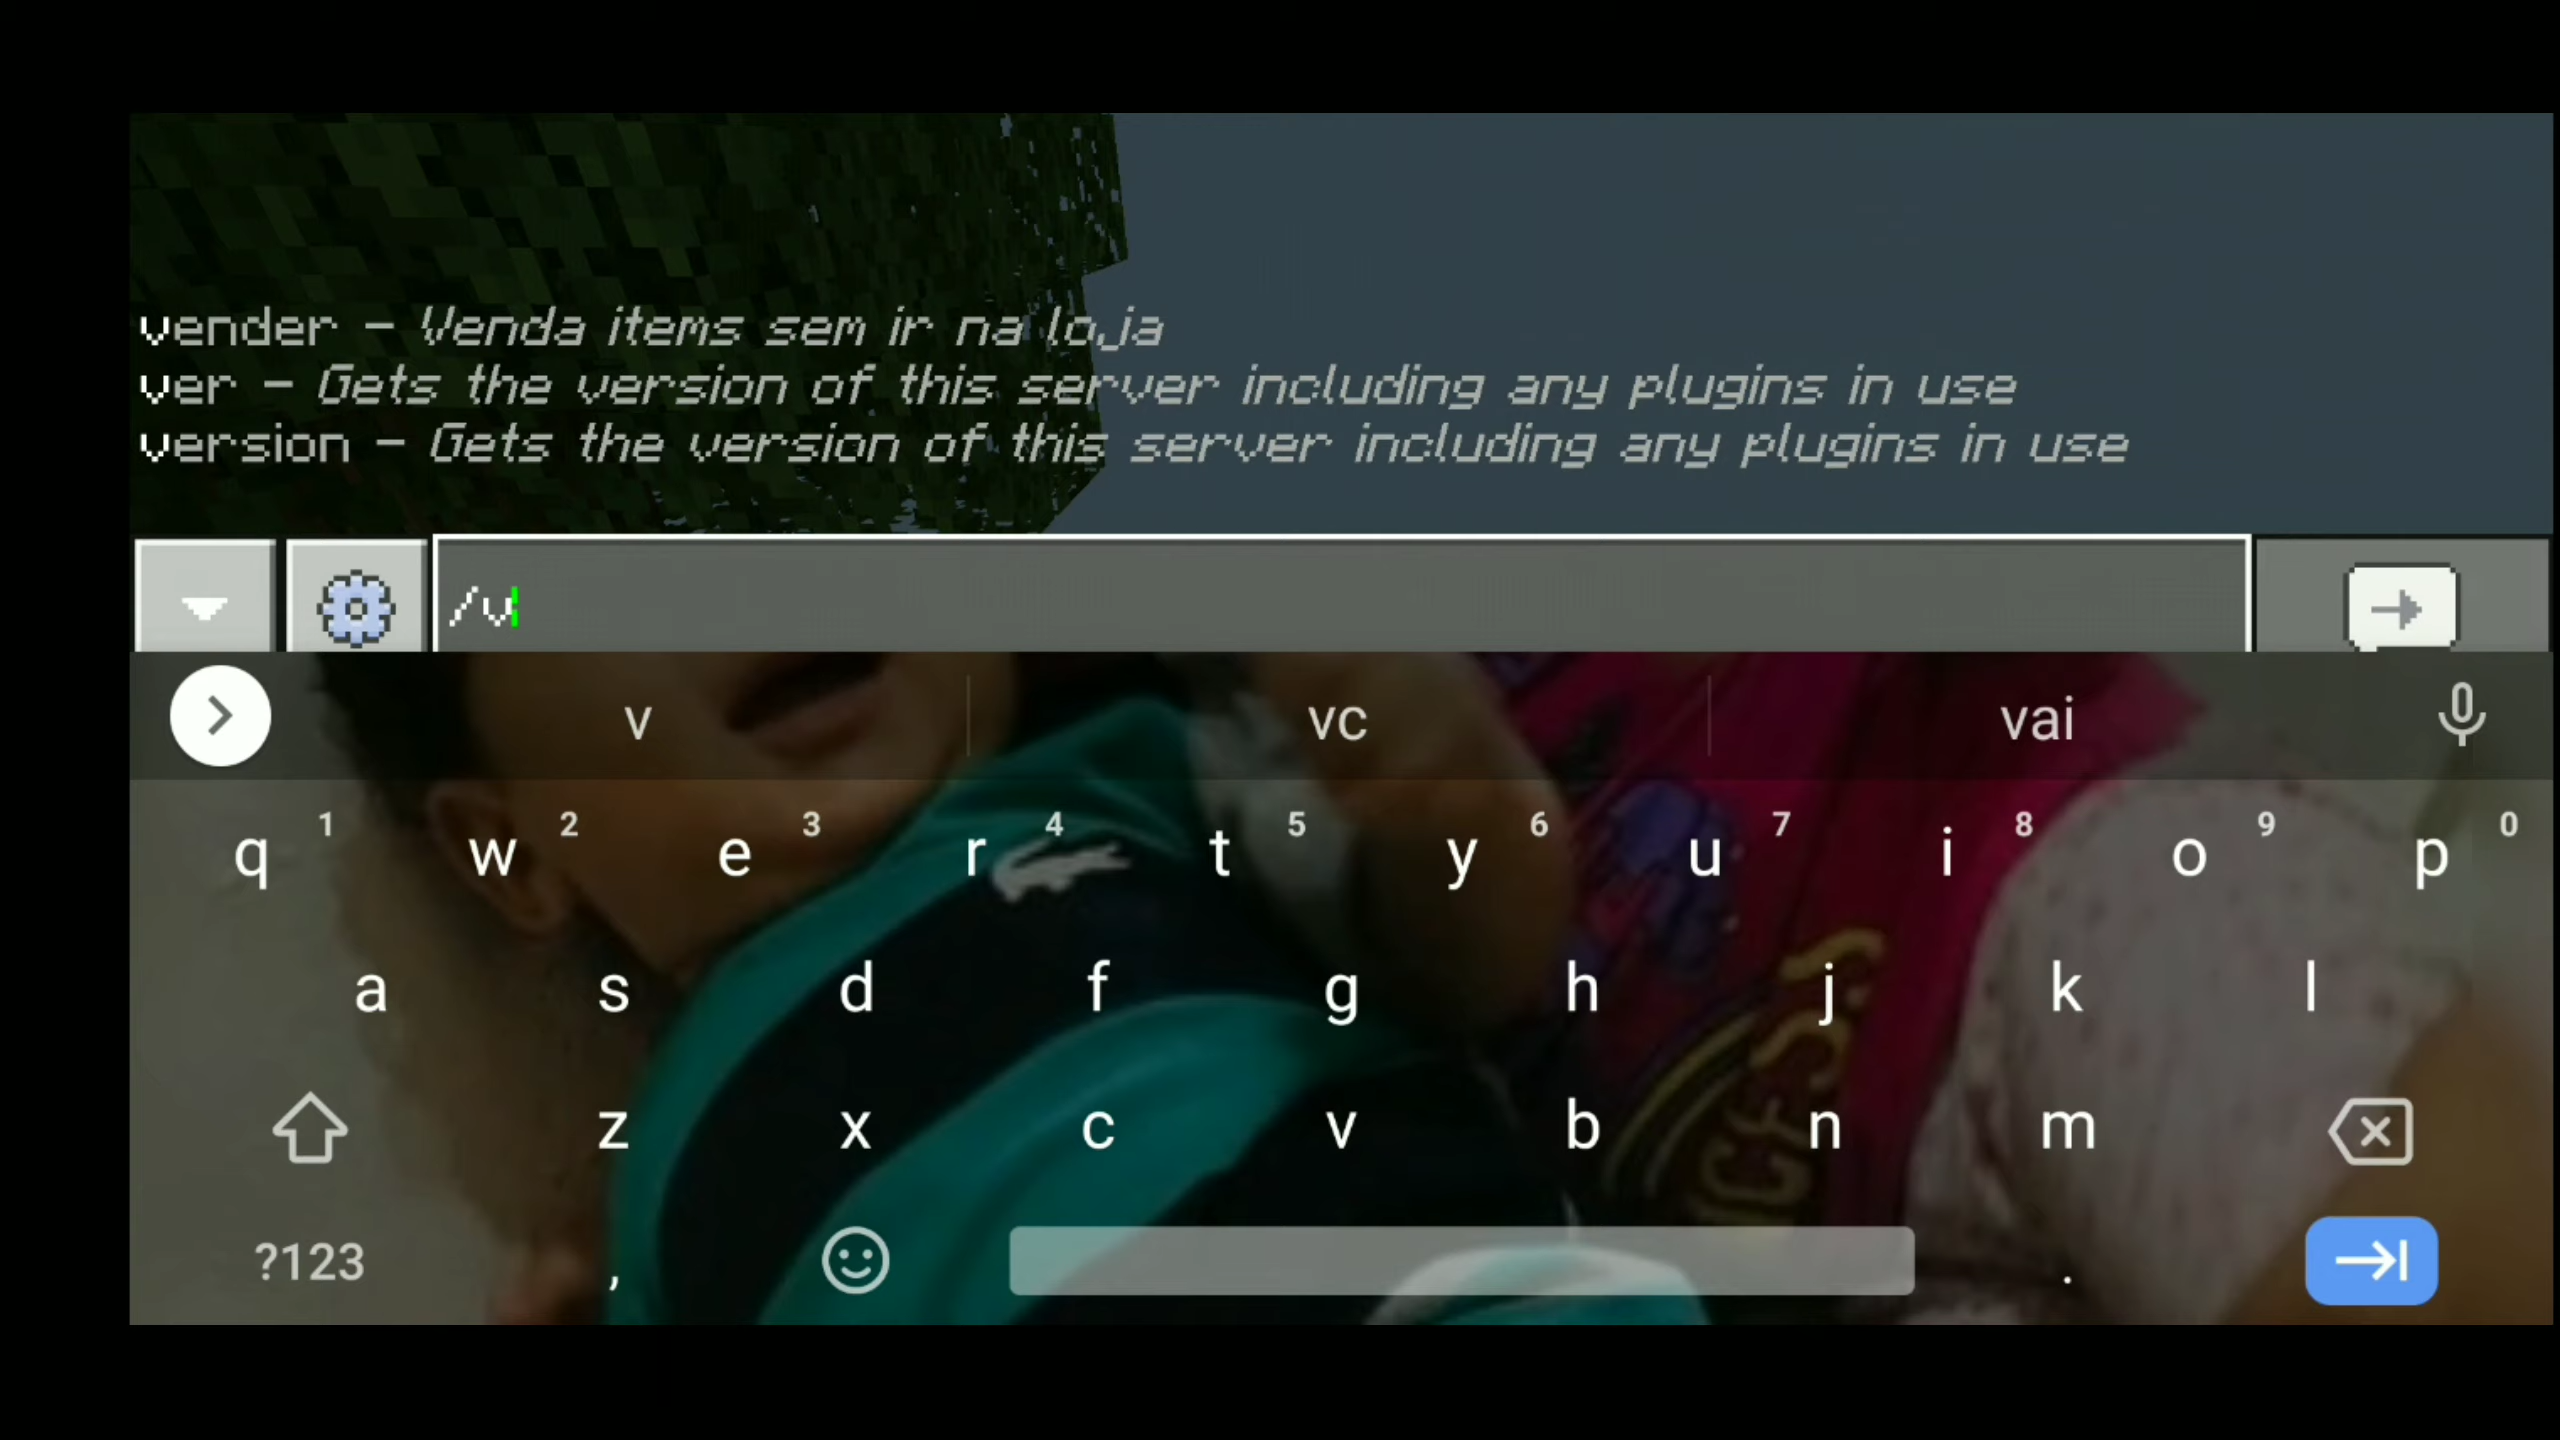 vender – Venda items sem ir na loja
ver – Gets the version of this server including any plugins in use
version – Gets the version of this server including any plugins in use
/v
v vc vai
1 2 3 4 5 6 7 8 9 0
q w e r t y u i o p
a s d f g h j k l
z x c v b n m
?123 , .